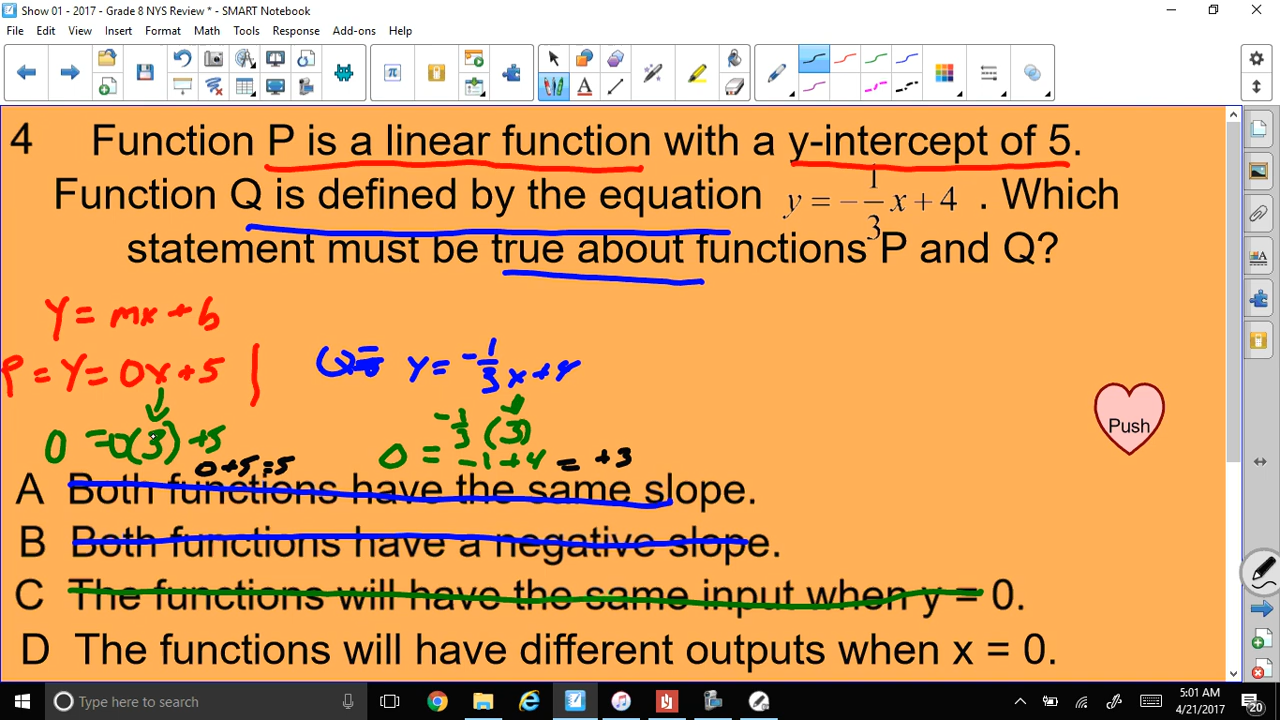 Show 01 - 2017 - Grade 8 NYS Review * - SMART Notebook
File Edit View Insert Format Math Tools Response Add-ons Help
4 Function P is a linear function with a y-intercept of 5.
Function Q is defined by the equation y = -1/3 x + 4 . Which
statement must be true about functions P and Q?
y = mx + b
P = y = 0x + 5
Q = y = -1/3 x + 4
0 = 0(3) + 5
0 + 5 = 5
-1/3 (3)
0 = -1 + 4 = +3
Push
A Both functions have the same slope.
B Both functions have a negative slope.
C The functions will have the same input when y = 0.
D The functions will have different outputs when x = 0.
Type here to search
5:01 AM
4/21/2017
20